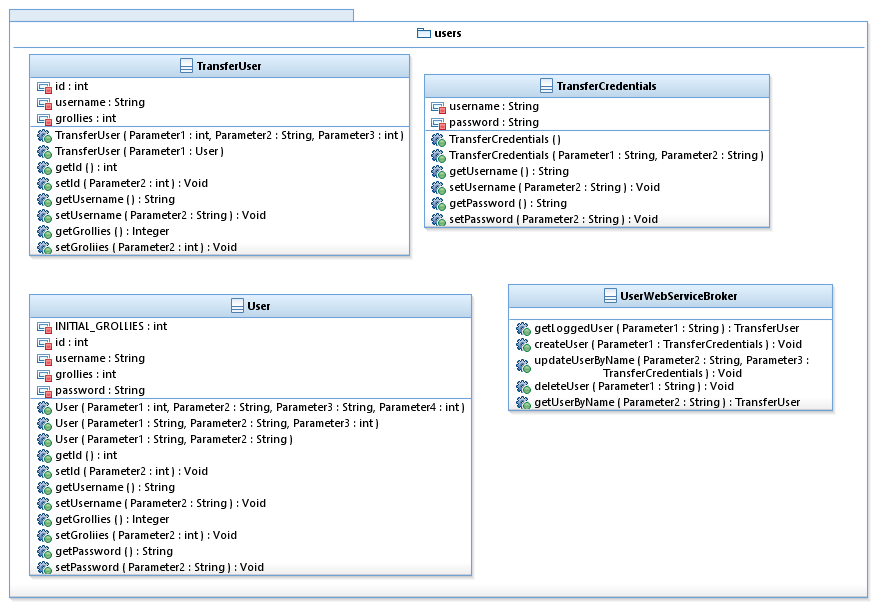 users
TransferUser
id : int
username : String
grollies : int
TransferUser ( Parameter1 : int, Parameter2 : String, Parameter3 : int )
TransferUser ( Parameter1 : User )
getId ( ) : int
setId ( Parameter2 : int ) : Void
getUsername ( ) : String
setUsername ( Parameter2 : String ) : Void
getGrollies ( ) : Integer
setGroliies ( Parameter2 : int ) : Void
TransferCredentials
username : String
password : String
TransferCredentials ( )
TransferCredentials ( Parameter1 : String, Parameter2 : String )
getUsername ( ) : String
setUsername ( Parameter2 : String ) : Void
getPassword ( ) : String
setPassword ( Parameter2 : String ) : Void
User
INITIAL_GROLLIES : int
id : int
username : String
grollies : int
password : String
User ( Parameter1 : int, Parameter2 : String, Parameter3 : String, Parameter4 : int )
User ( Parameter1 : String, Parameter2 : String, Parameter3 : int )
User ( Parameter1 : String, Parameter2 : String )
getId ( ) : int
setId ( Parameter2 : int ) : Void
getUsername ( ) : String
setUsername ( Parameter2 : String ) : Void
getGrollies ( ) : Integer
setGroliies ( Parameter2 : int ) : Void
getPassword ( ) : String
setPassword ( Parameter2 : String ) : Void
UserWebServiceBroker
getLoggedUser ( Parameter1 : String ) : TransferUser
createUser ( Parameter1 : TransferCredentials ) : Void
updateUserByName ( Parameter2 : String, Parameter3 :
TransferCredentials ) : Void
deleteUser ( Parameter1 : String ) : Void
getUserByName ( Parameter2 : String ) : TransferUser